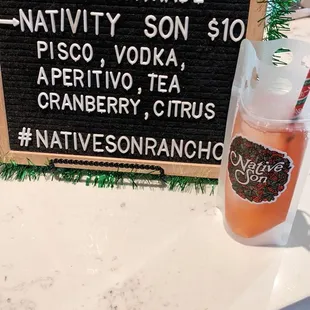 →NATIVITY SON $10
PISCO, VODKA,
APERITIVO, TEA
CRANBERRY, CITRUS
#NATIVESONRANCHO
Native
Son